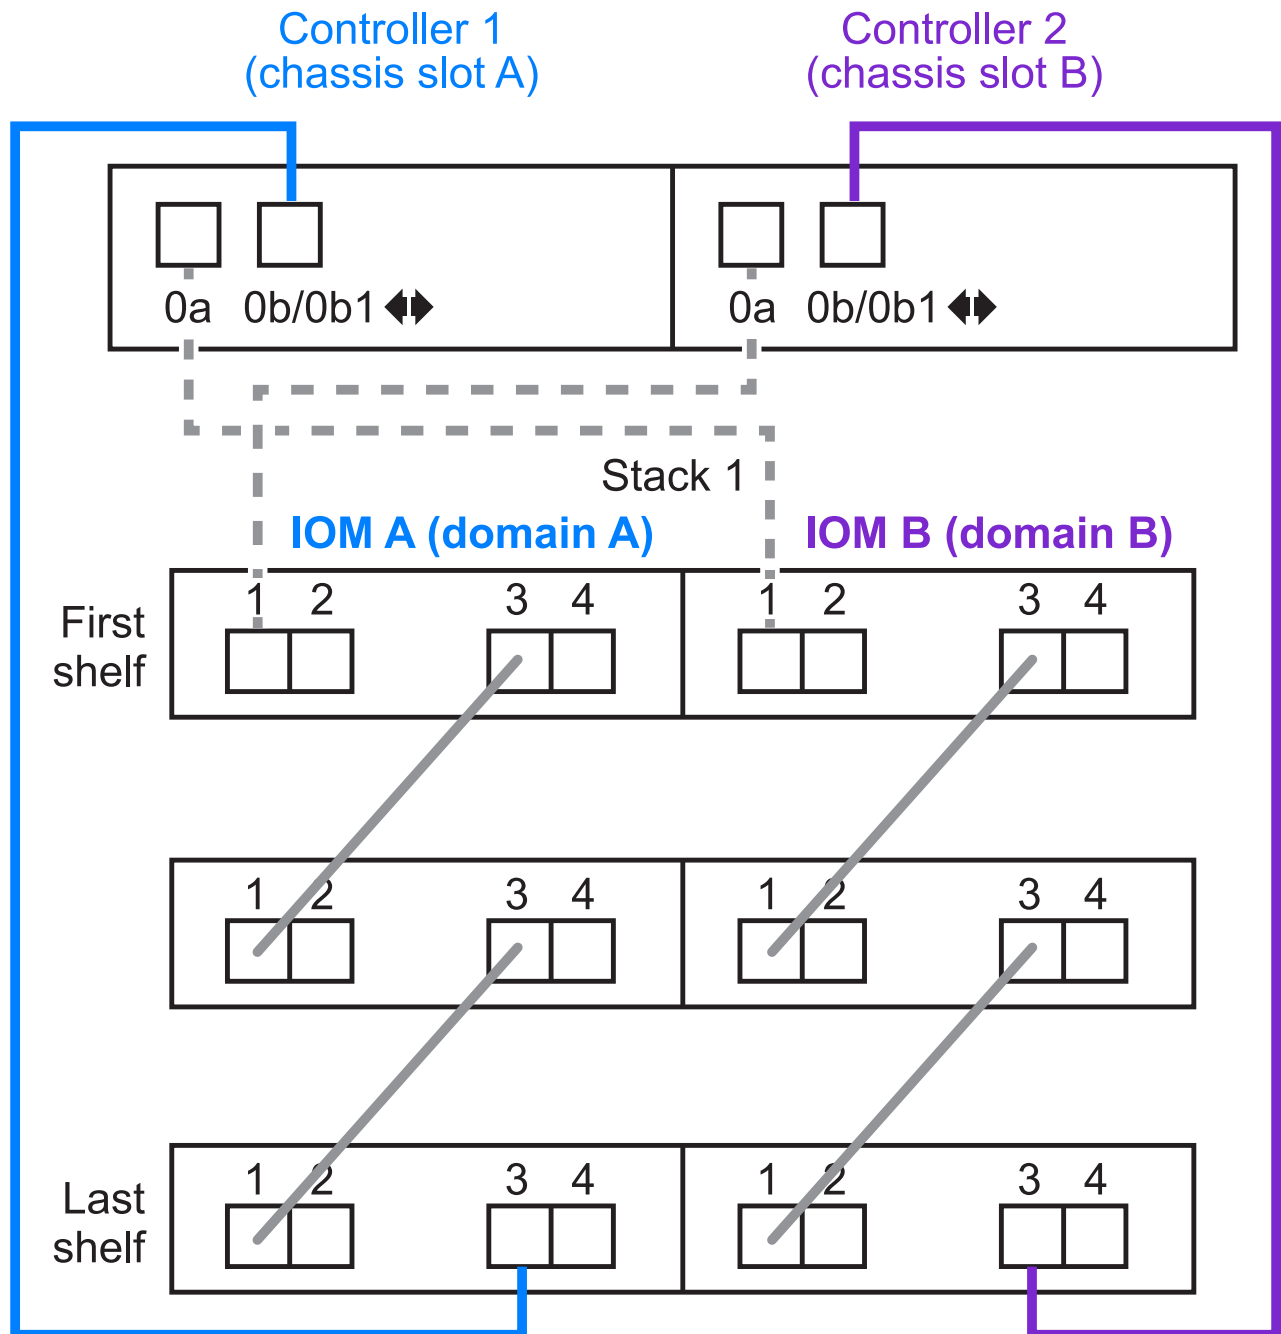 Controller 1
(chassis slot A)
Controller 2
(chassis slot B)
0a
0b/0b1
0a
0b/0b1
Stack 1
IOM A (domain A)
IOM B (domain B)
First
shelf
1 2 3 4 1 2 3 4
1 2 3 4 1 2 3 4
Last
shelf
1 2 3 4 1 2 3 4